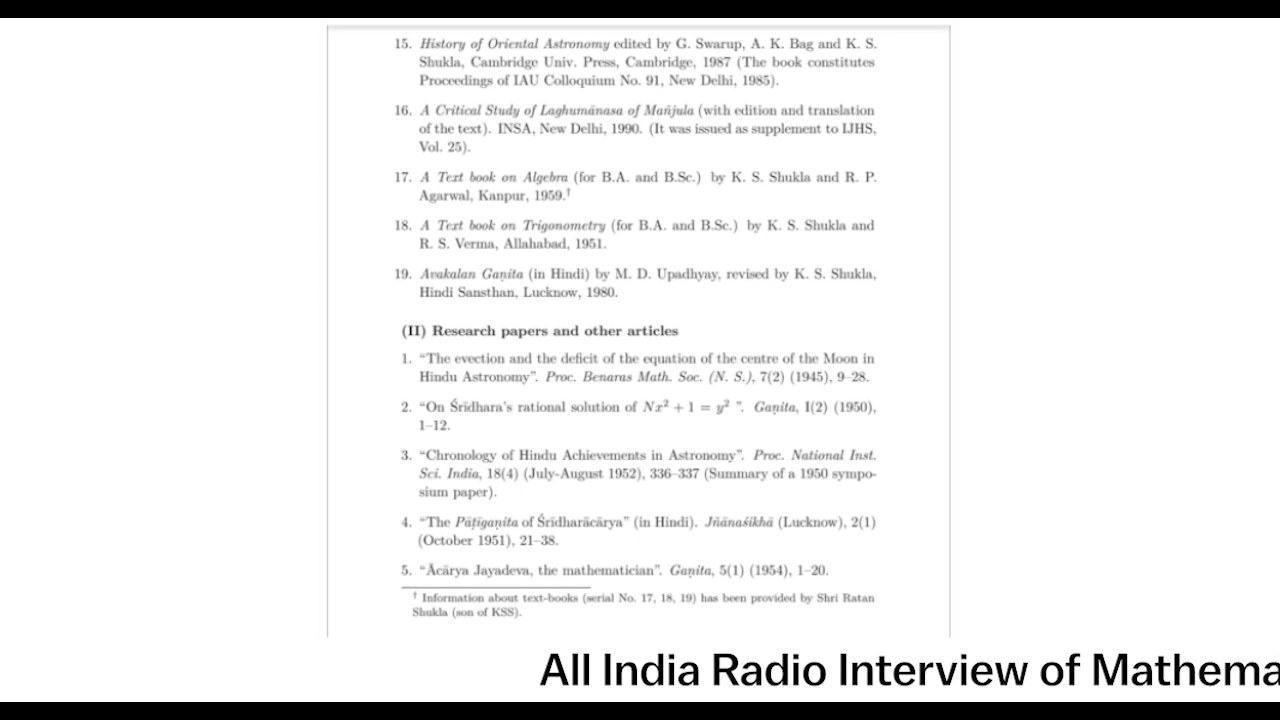 15. History of Oriental Astronomy edited by G. Swarup, A. K. Bag and K. S.
Shukla, Cambridge Univ. Press, Cambridge, 1987 (The book constitutes
Proceedings of IAU Colloquium No. 91, New Delhi, 1985).
16. A Critical Study of Laghumānasa of Mañjula (with edition and translation
of the text). INSA, New Delhi, 1990. (It was issued as supplement to IJHS,
Vol. 25).
17. A Text book on Algebra (for B.A. and B.Sc.) by K. S. Shukla and R. P.
Agarwal, Kanpur, 1959.†
18. A Text book on Trigonometry (for B.A. and B.Sc.) by K. S. Shukla and
R. S. Verma, Allahabad, 1951.
19. Avakalan Gaṇita (in Hindi) by M. D. Upadhyay, revised by K. S. Shukla,
Hindi Sansthan, Lucknow, 1980.
(II) Research papers and other articles
1. “The evection and the deficit of the equation of the centre of the Moon in
Hindu Astronomy”. Proc. Benaras Math. Soc. (N. S.), 7(2) (1945), 9–28.
2. “On Śrīdhara’s rational solution of Nx² + 1 = y² ”. Gaṇita, I(2) (1950),
1–12.
3. “Chronology of Hindu Achievements in Astronomy”. Proc. National Inst.
Sci. India, 18(4) (July-August 1952), 336–337 (Summary of a 1950 sympo-
sium paper).
4. “The Pāṭīgaṇita of Śrīdharācārya” (in Hindi). Jñānaśikhā (Lucknow), 2(1)
(October 1951), 21–38.
5. “Ācārya Jayadeva, the mathematician”. Gaṇita, 5(1) (1954), 1–20.
† Information about text-books (serial No. 17, 18, 19) has been provided by Shri Ratan
Shukla (son of KSS).
All India Radio Interview of Mathema